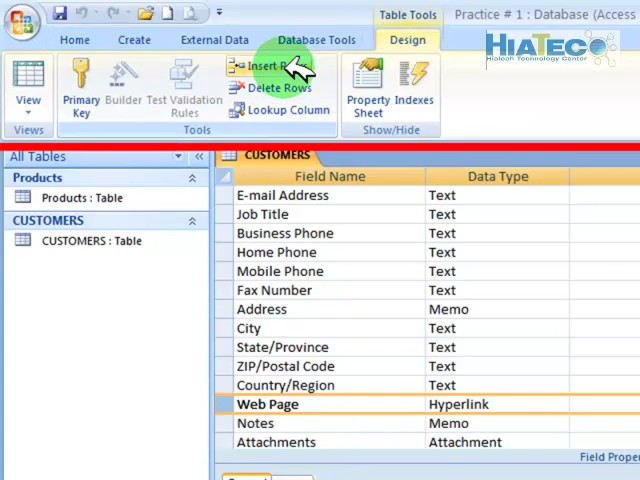 Table Tools
Practice # 1 : Database (Access
Home
Create
External Data
Database Tools
Design
HIATECO
Hialeah Technology Center
Insert
Delete Rows
Lookup Column
View
Primary Key
Builder
Test Validation Rules
Property Sheet
Indexes
Views
Tools
Show/Hide
All Tables
Products
Products : Table
CUSTOMERS
CUSTOMERS : Table
CUSTOMERS
Field Name Data Type
E-mail Address Text
Job Title Text
Business Phone Text
Home Phone Text
Mobile Phone Text
Fax Number Text
Address Memo
City Text
State/Province Text
ZIP/Postal Code Text
Country/Region Text
Web Page Hyperlink
Notes Memo
Attachments Attachment
Field